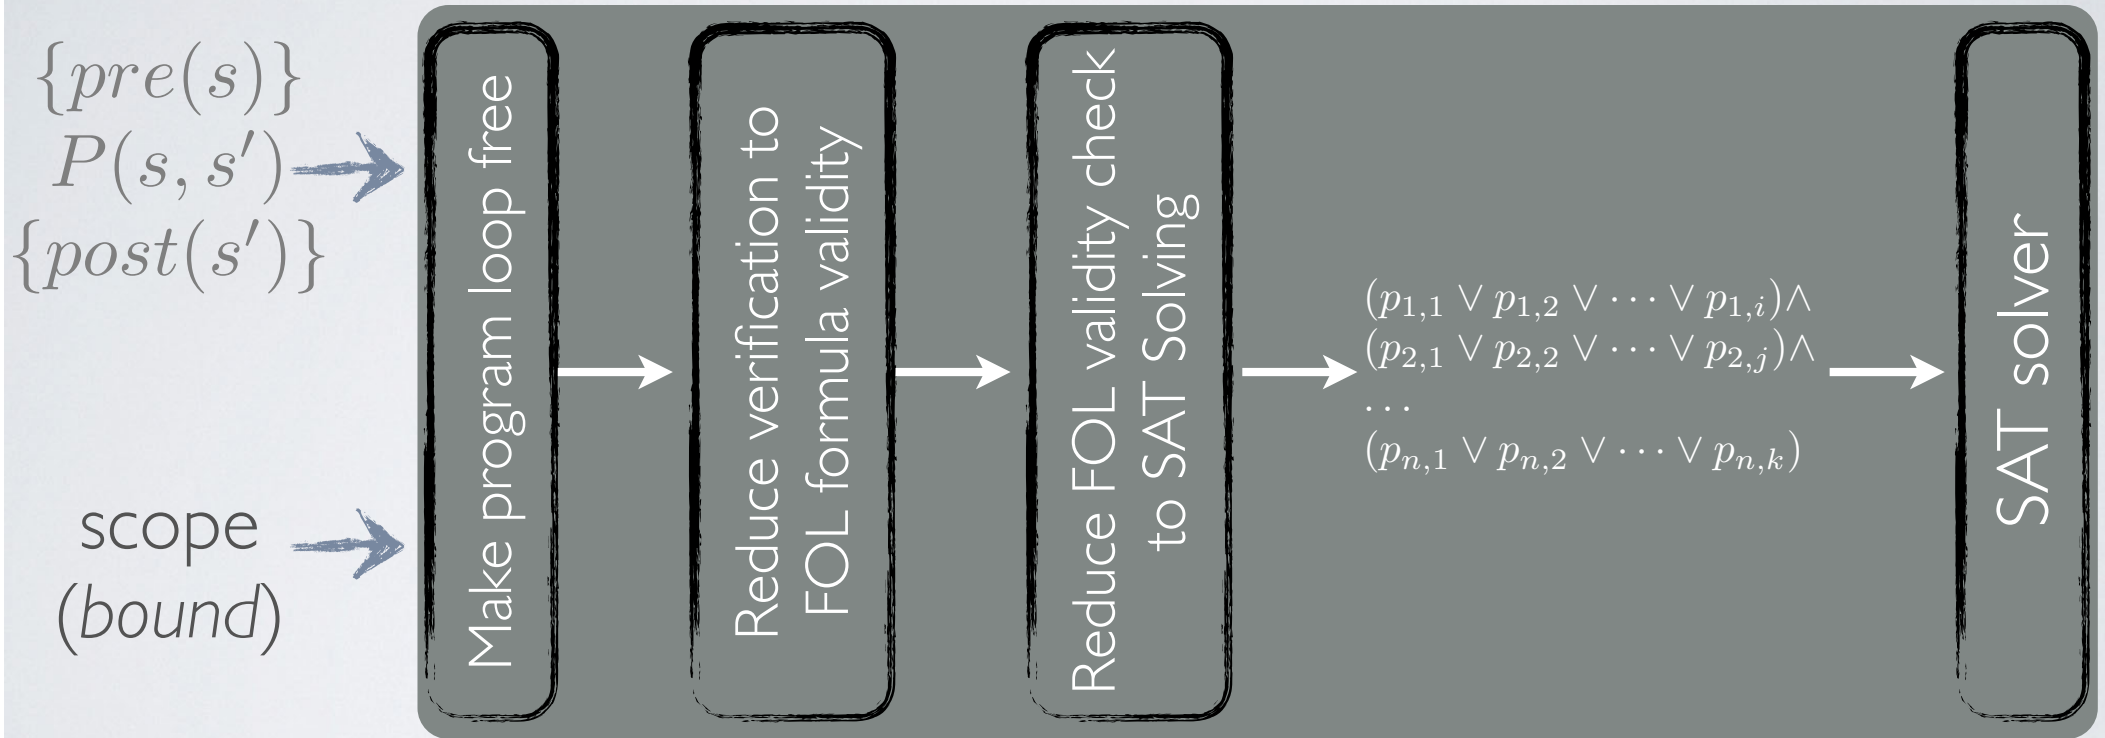 {pre(s)}
P(s, s′)
{post(s′)}
scope
(bound)
Make program loop free
Reduce verification to
FOL formula validity
Reduce FOL validity check
to SAT Solving
(p₁,₁ ∨ p₁,₂ ∨ ⋯ ∨ p₁,ᵢ)∧
(p₂,₁ ∨ p₂,₂ ∨ ⋯ ∨ p₂,ⱼ)∧
⋯
(pₙ,₁ ∨ pₙ,₂ ∨ ⋯ ∨ pₙ,ₖ)
SAT solver